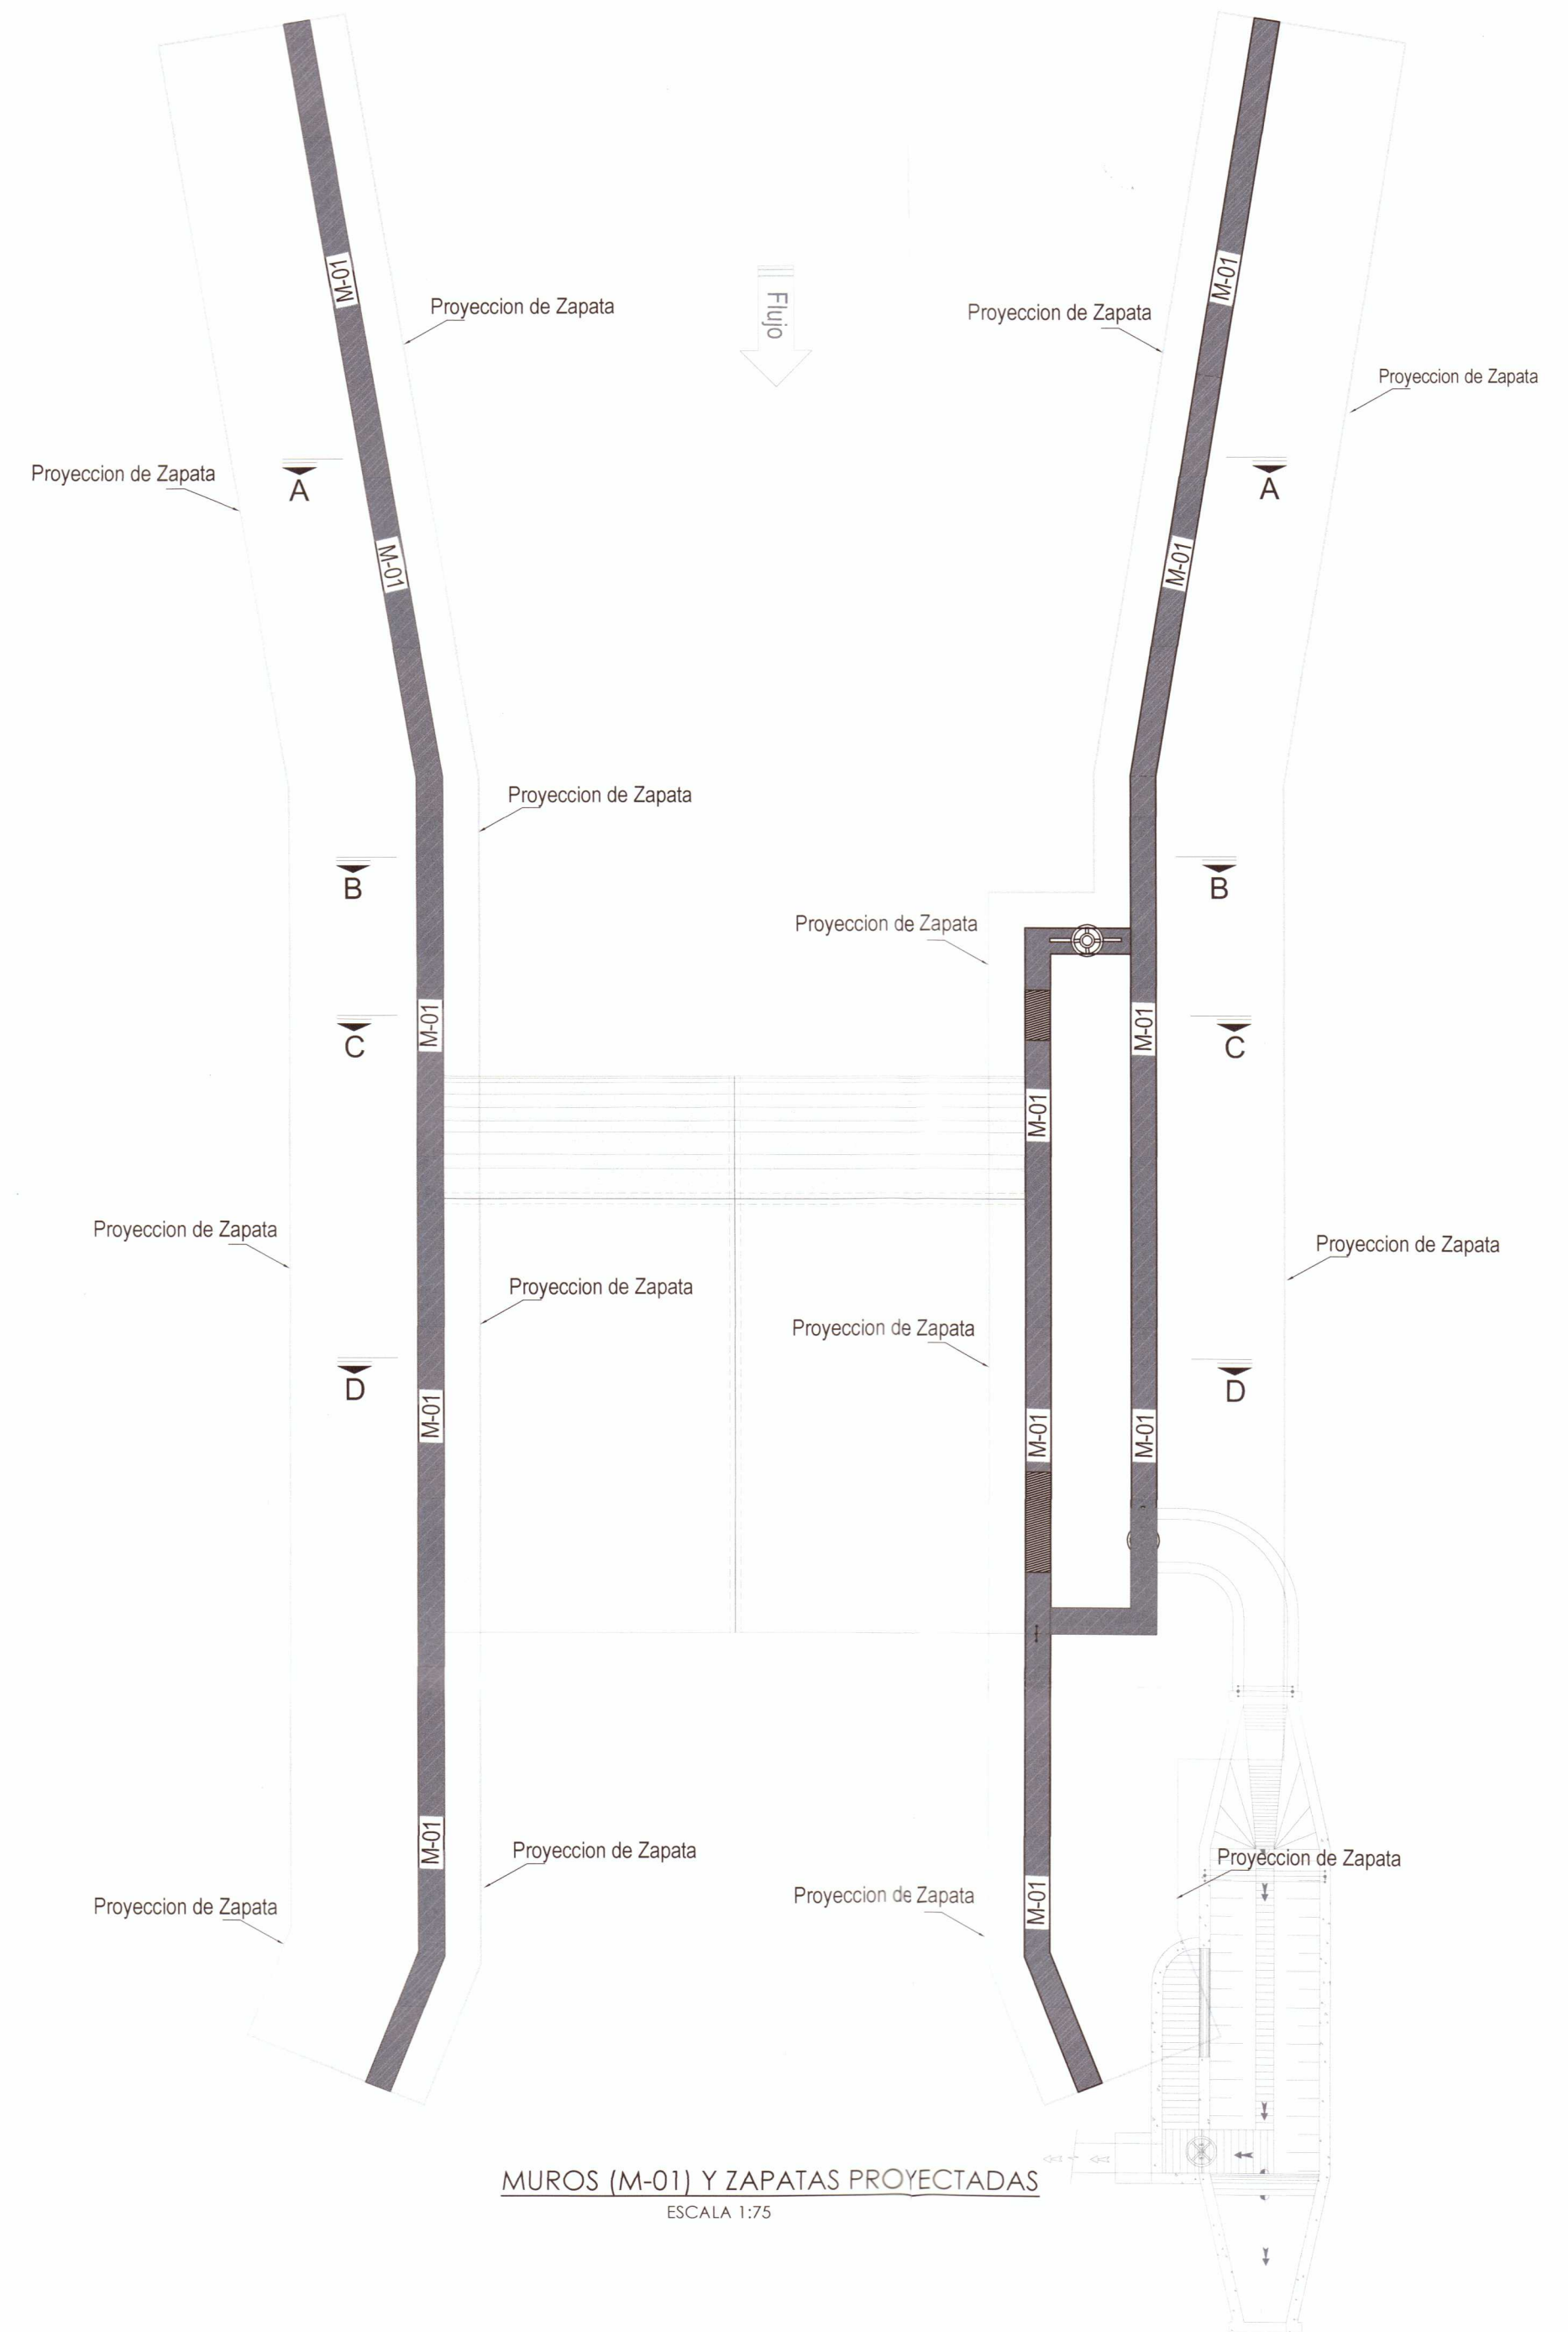 M-01
M-01
Proyeccion de Zapata
Flujo
Proyeccion de Zapata
Proyeccion de Zapata
Proyeccion de Zapata
A
A
M-01
M-01
Proyeccion de Zapata
B
B
Proyeccion de Zapata
C
M-01
M-01
C
M-01
Proyeccion de Zapata
Proyeccion de Zapata
Proyeccion de Zapata
Proyeccion de Zapata
D
D
M-01
M-01
M-01
M-01
Proyeccion de Zapata
Proyeccion de Zapata
Proyeccion de Zapata
Proyeccion de Zapata
M-01
MUROS (M-01) Y ZAPATAS PROYECTADAS
ESCALA 1:75